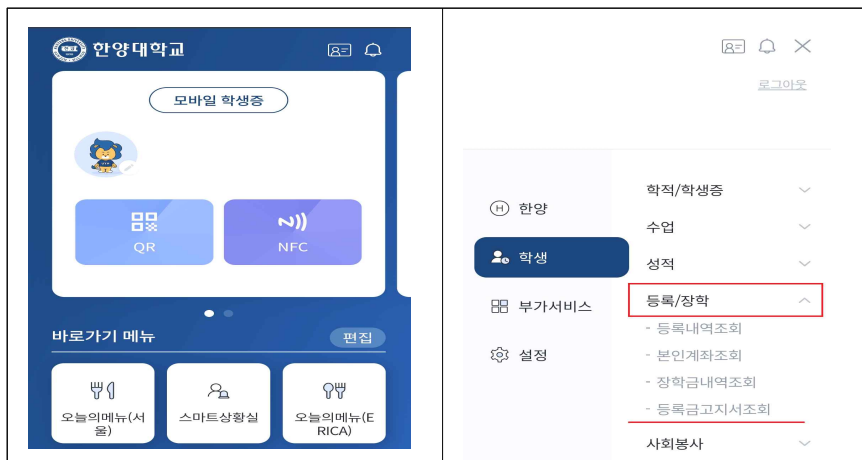 한양대학교
모바일 학생증
QR
NFC
바로가기 메뉴
편집
오늘의메뉴(서
울)
스마트상황실
오늘의메뉴(E
RICA)
로그아웃
H 한양
학생
부가서비스
설정
학적/학생증
수업
성적
등록/장학
- 등록내역조회
- 본인계좌조회
- 장학금내역조회
- 등록금고지서조회
사회봉사